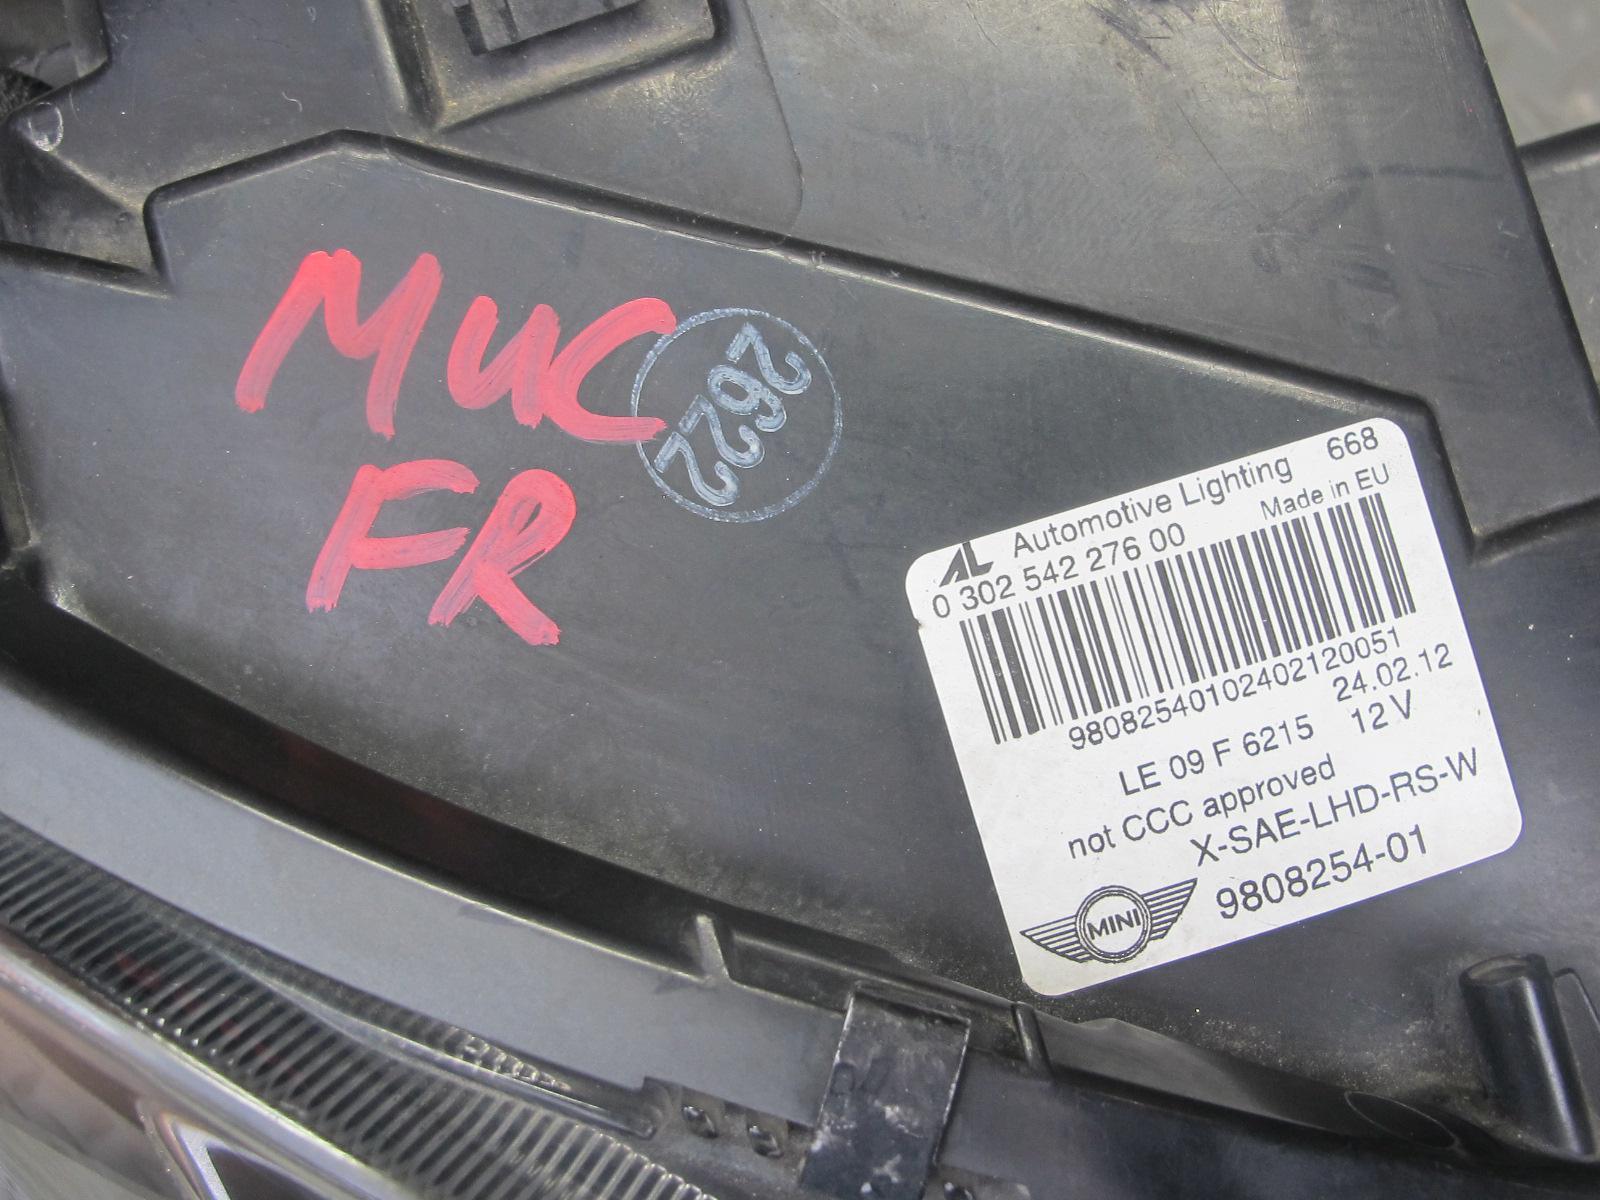 MUC
FR
2622
AL Automotive Lighting 668
0 302 542 276 00 Made in EU
98082540102402120051
24.02.12
LE 09 F 6215 12 V
not CCC approved
X-SAE-LHD-RS-W
MINI 9808254-01